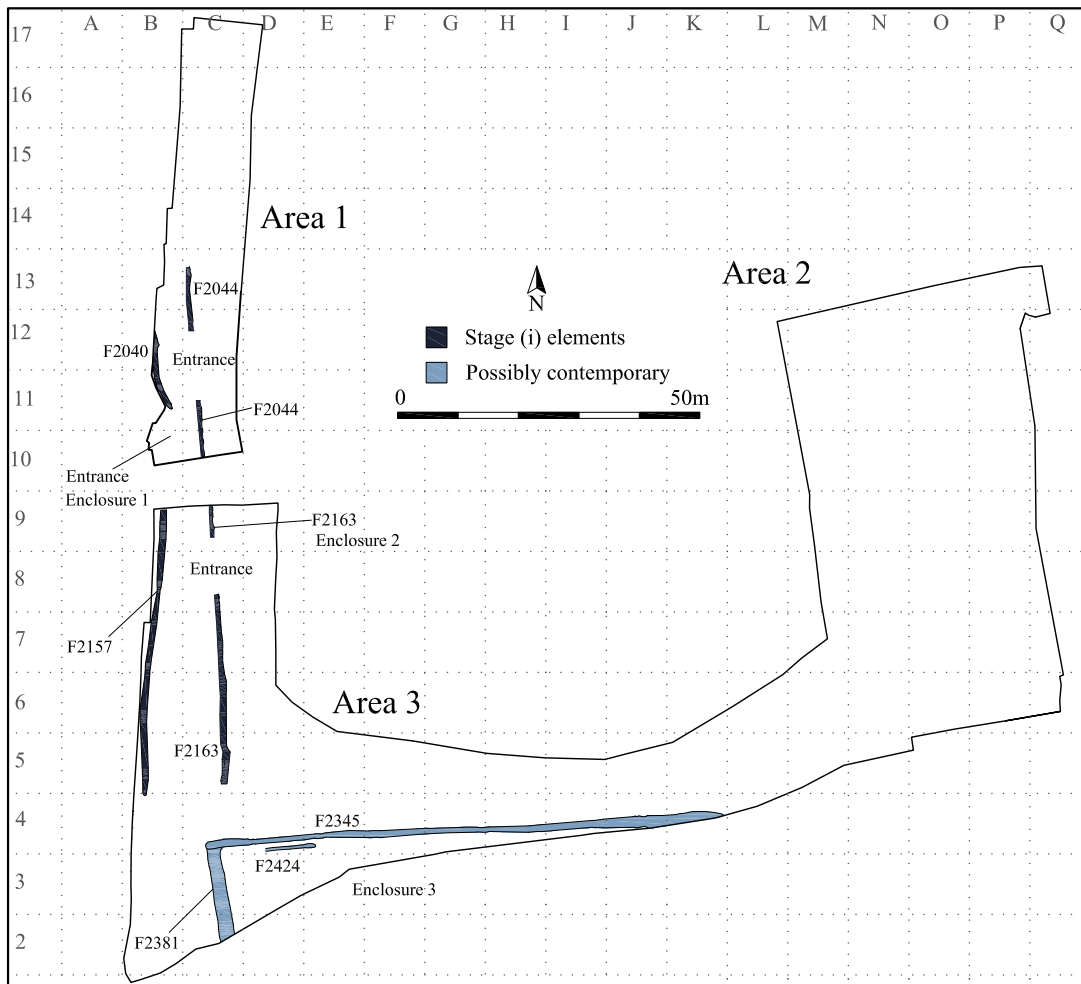 A B C D E F G H I J K L M N O P Q
17
16
15
14
Area 1
13
F2044
Area 2
N
12
F2040
Entrance
Stage (i) elements
Possibly contemporary
11
0 50m
F2044
10
Entrance
Enclosure 1
9
F2163
Enclosure 2
8
Entrance
7
F2157
6
Area 3
5
F2163
4
F2345
F2424
3
Enclosure 3
2
F2381